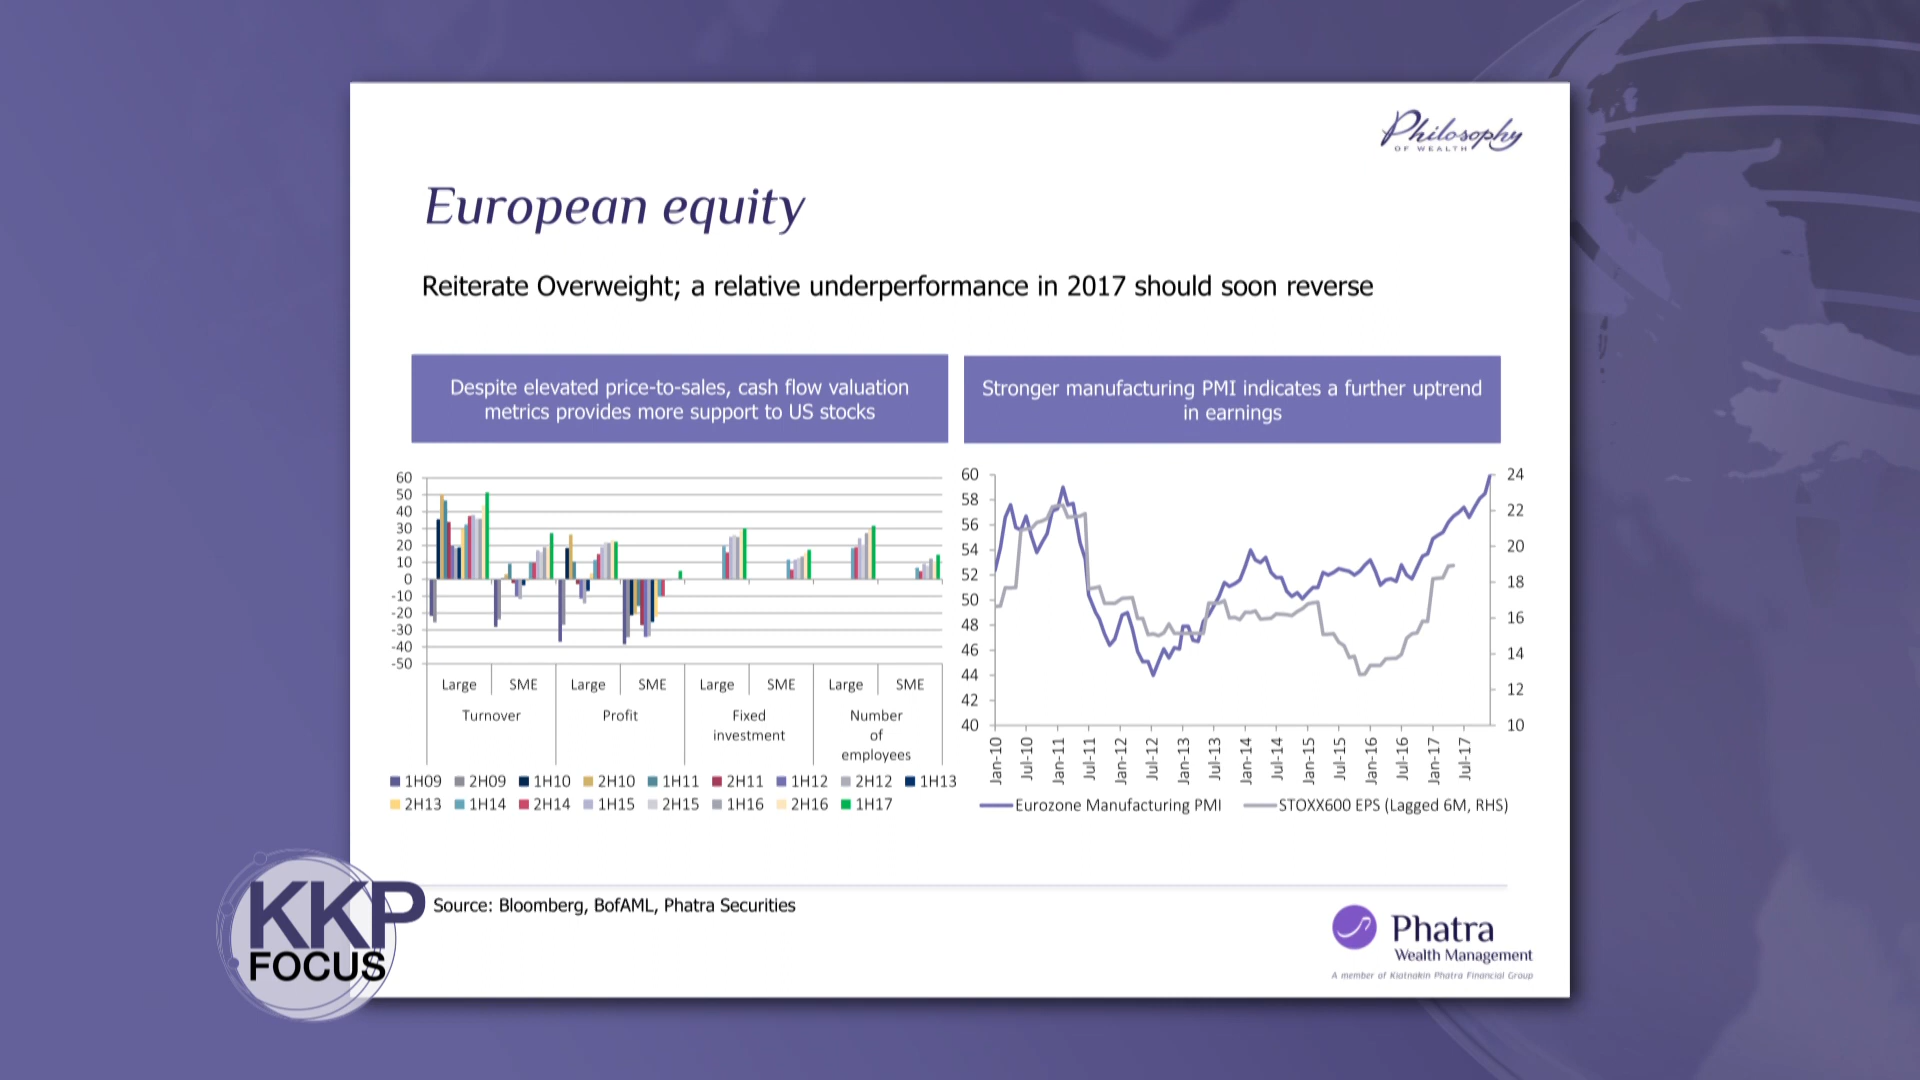 Philosophy
OF WEALTH
European equity
Reiterate Overweight; a relative underperformance in 2017 should soon reverse
Despite elevated price-to-sales, cash flow valuation
metrics provides more support to US stocks
Stronger manufacturing PMI indicates a further uptrend
in earnings
60
50
40
30
20
10
0
-10
-20
-30
-40
-50
Large SME Large SME Large SME Large SME
Turnover Profit Fixed investment Number of employees
1H09 2H09 1H10 2H10 1H11 2H11 1H12 2H12 1H13
2H13 1H14 2H14 1H15 2H15 1H16 2H16 1H17
60
58
56
54
52
50
48
46
44
42
40
24
22
20
18
16
14
12
10
Jan-10 Jul-10 Jan-11 Jul-11 Jan-12 Jul-12 Jan-13 Jul-13 Jan-14 Jul-14 Jan-15 Jul-15 Jan-16 Jul-16 Jan-17 Jul-17
Eurozone Manufacturing PMI STOXX600 EPS (Lagged 6M, RHS)
KKP
FOCUS
Source: Bloomberg, BofAML, Phatra Securities
Phatra
Wealth Management
A member of Kiatnakin Phatra Financial Group